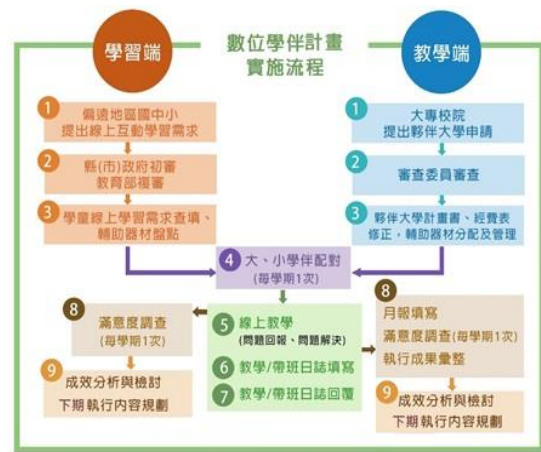 學習端
數位學伴計畫
實施流程
教學端
1
偏遠地區國中小
提出線上互動學習需求
2
縣(市)政府初審
教育部複審
3
學童線上學習需求查填、
輔助器材盤點
1
大專校院
提出夥伴大學申請
2
審查委員審查
3
夥伴大學計畫書、經費表
修正,輔助器材分配及管理
4
大、小學伴配對
(每學期1次)
5
線上教學
(問題回報、問題解決)
6
教學/帶班日誌填寫
7
教學/帶班日誌回覆
8
滿意度調查
(每學期1次)
9
成效分析與檢討
下期執行內容規劃
8
月報填寫
滿意度調查(每學期1次)
執行成果彙整
9
成效分析與檢討
下期執行內容規劃